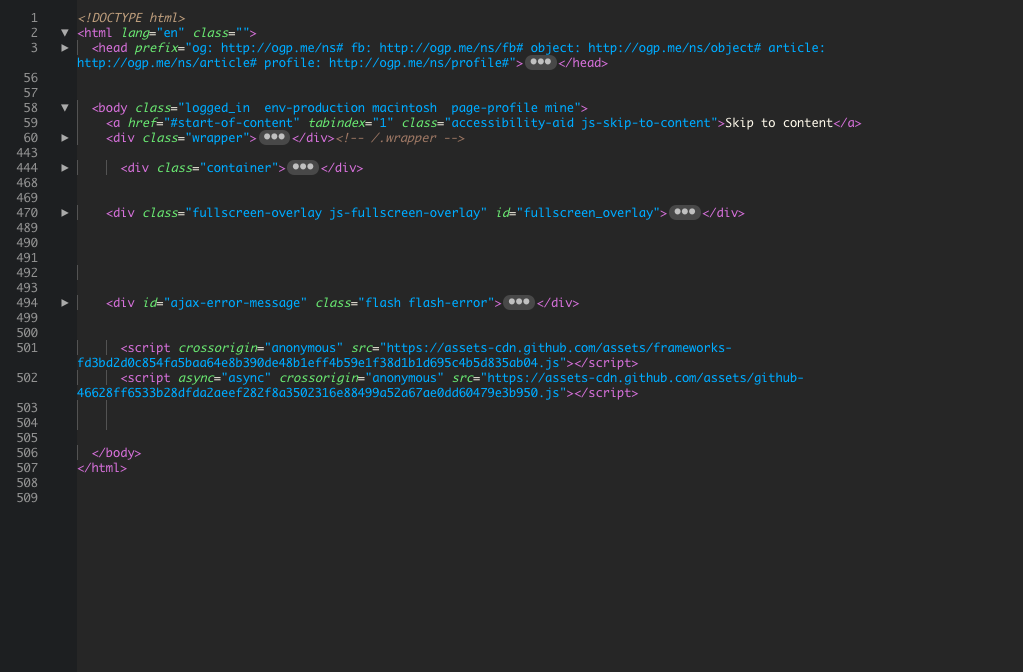 1 <!DOCTYPE html>
2 <html lang="en" class="">
3 <head prefix="og: http://ogp.me/ns# fb: http://ogp.me/ns/fb# object: http://ogp.me/ns/object# article:
http://ogp.me/ns/article# profile: http://ogp.me/ns/profile#">•••</head>
56
57
58 <body class="logged_in  env-production macintosh  page-profile mine">
59 <a href="#start-of-content" tabindex="1" class="accessibility-aid js-skip-to-content">Skip to content</a>
60 <div class="wrapper">•••</div><!-- /.wrapper -->
443
444 <div class="container">•••</div>
468
469
470 <div class="fullscreen-overlay js-fullscreen-overlay" id="fullscreen_overlay">•••</div>
489
490
491
492
493
494 <div id="ajax-error-message" class="flash flash-error">•••</div>
499
500
501 <script crossorigin="anonymous" src="https://assets-cdn.github.com/assets/frameworks-
fd3bd2d0c854fa5baa64e8b390de48b1eff4b59e1f38d1b1d695c4b5d835ab04.js"></script>
502 <script async="async" crossorigin="anonymous" src="https://assets-cdn.github.com/assets/github-
46628ff6533b28dfda2aeef282f8a3502316e88499a52a67ae0dd60479e3b950.js"></script>
503
504
505
506 </body>
507 </html>
508
509